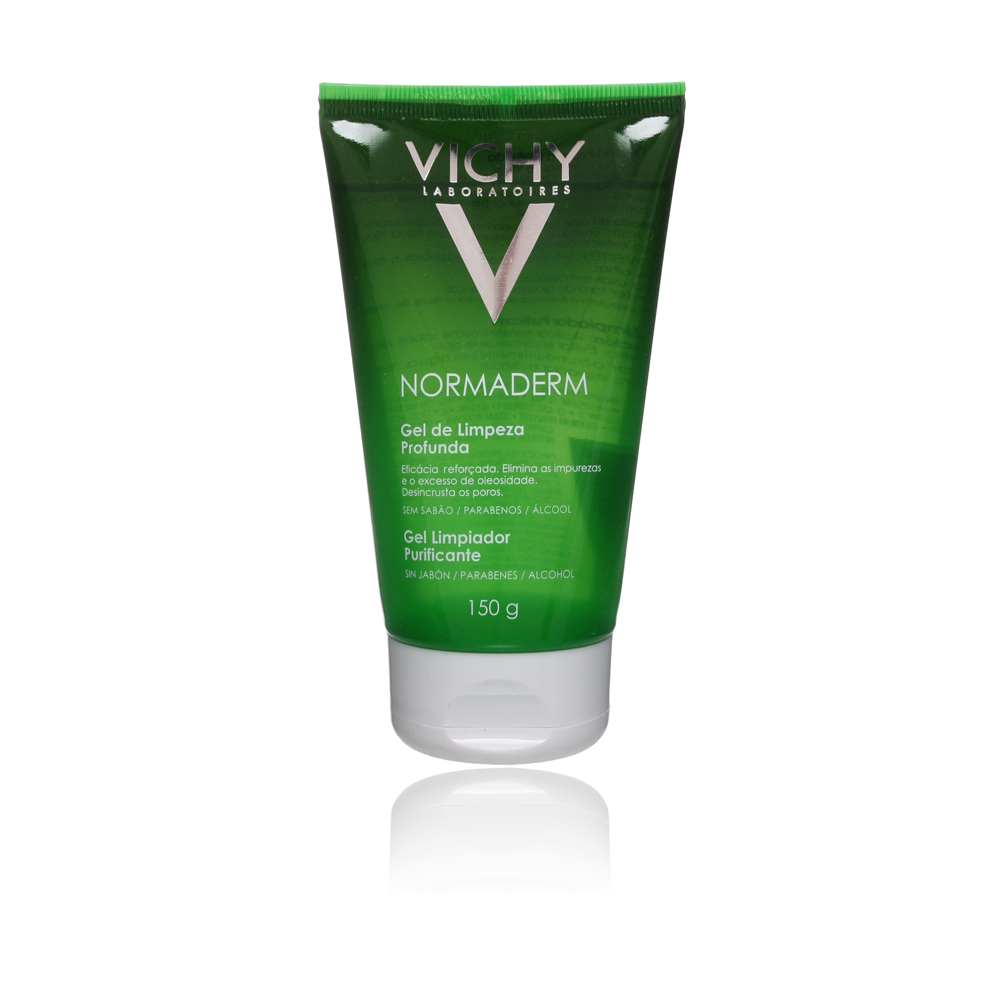 VICHY
LABORATOIRES
V
NORMADERM
Gel de Limpeza
Profunda
Eficácia reforçada. Elimina as impurezas
e o excesso de oleosidade.
Desincrusta os poros.
SEM SABÃO / PARABENOS / ÁLCOOL
Gel Limpiador
Purificante
SIN JABÓN / PARABENES / ALCOHOL
150 g